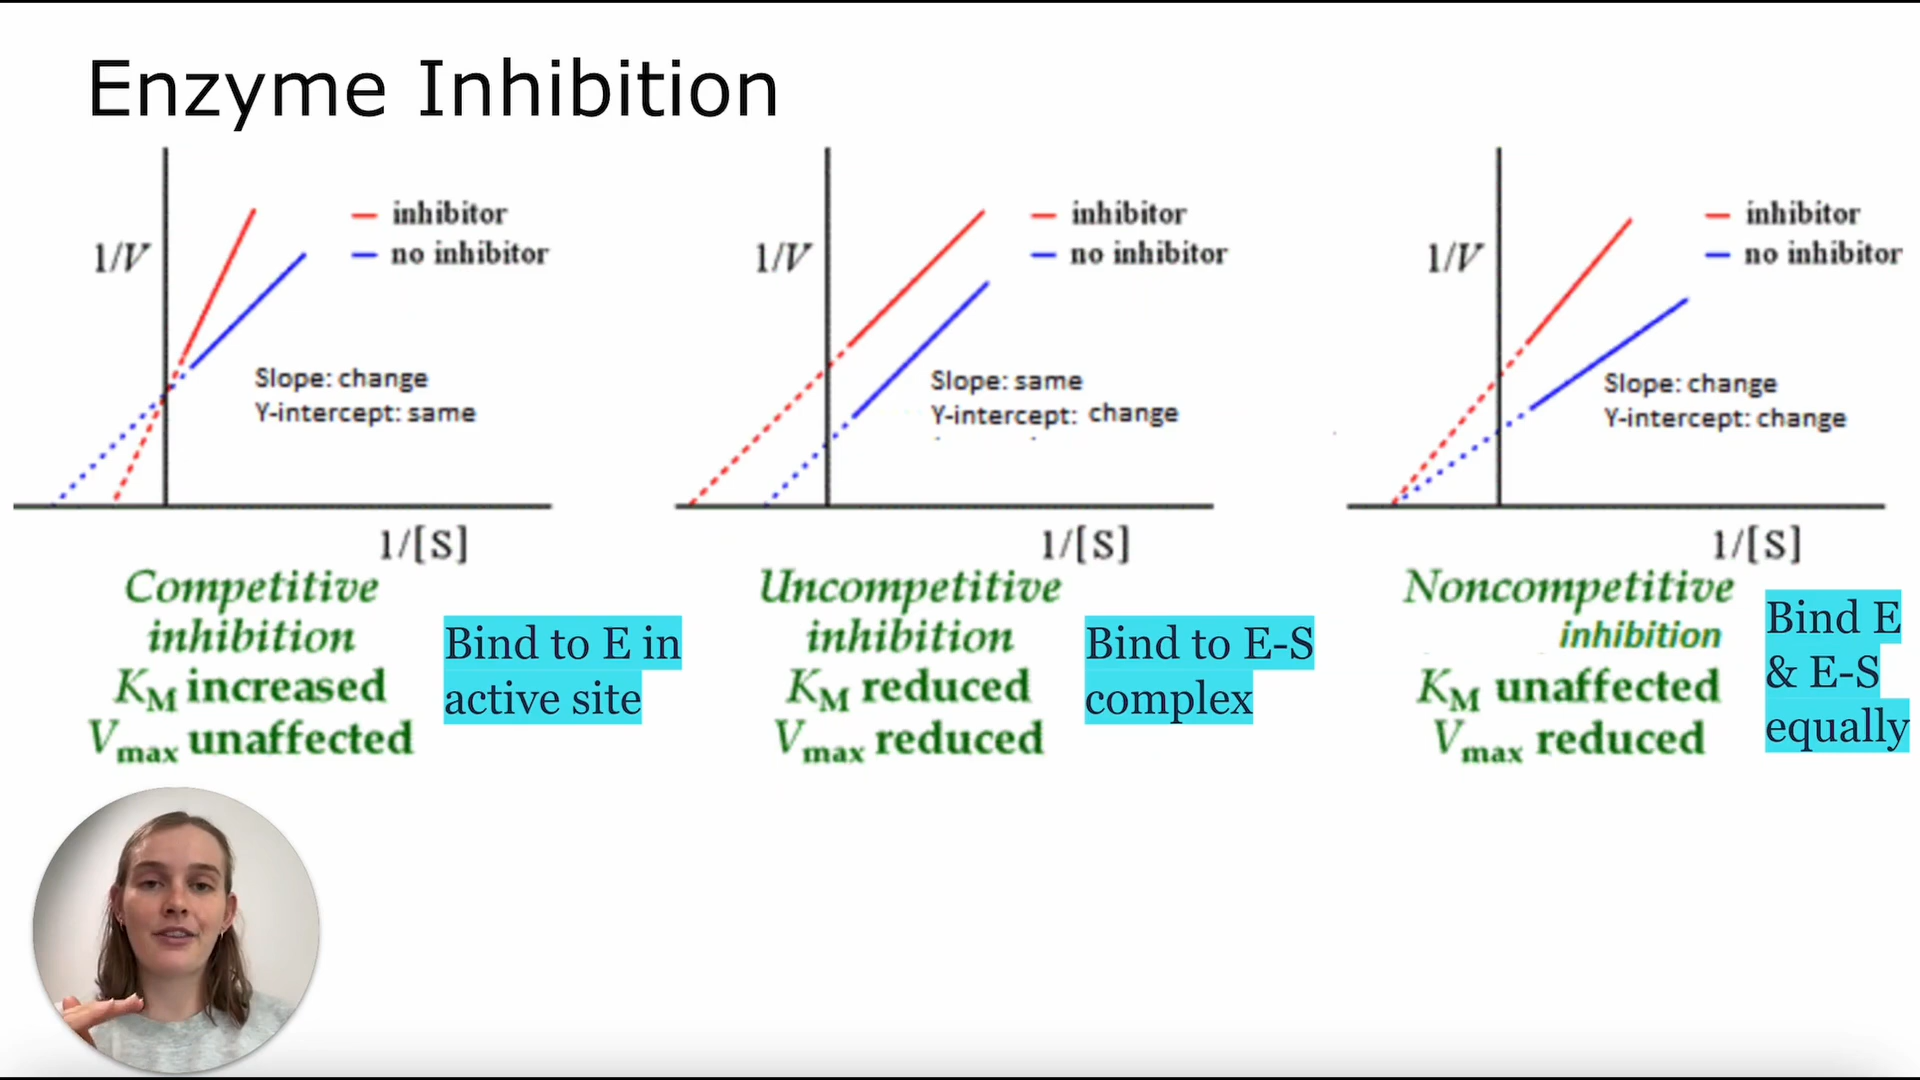 Enzyme Inhibition
1/V
inhibitor
no inhibitor
Slope: change
Y-intercept: same
1/[S]
Competitive
inhibition
KM increased
Vmax unaffected
Bind to E in
active site
1/V
inhibitor
no inhibitor
Slope: same
Y-intercept: change
1/[S]
Uncompetitive
inhibition
KM reduced
Vmax reduced
Bind to E-S
complex
1/V
inhibitor
no inhibitor
Slope: change
Y-intercept: change
1/[S]
Noncompetitive
inhibition
KM unaffected
Vmax reduced
Bind E
& E-S
equally